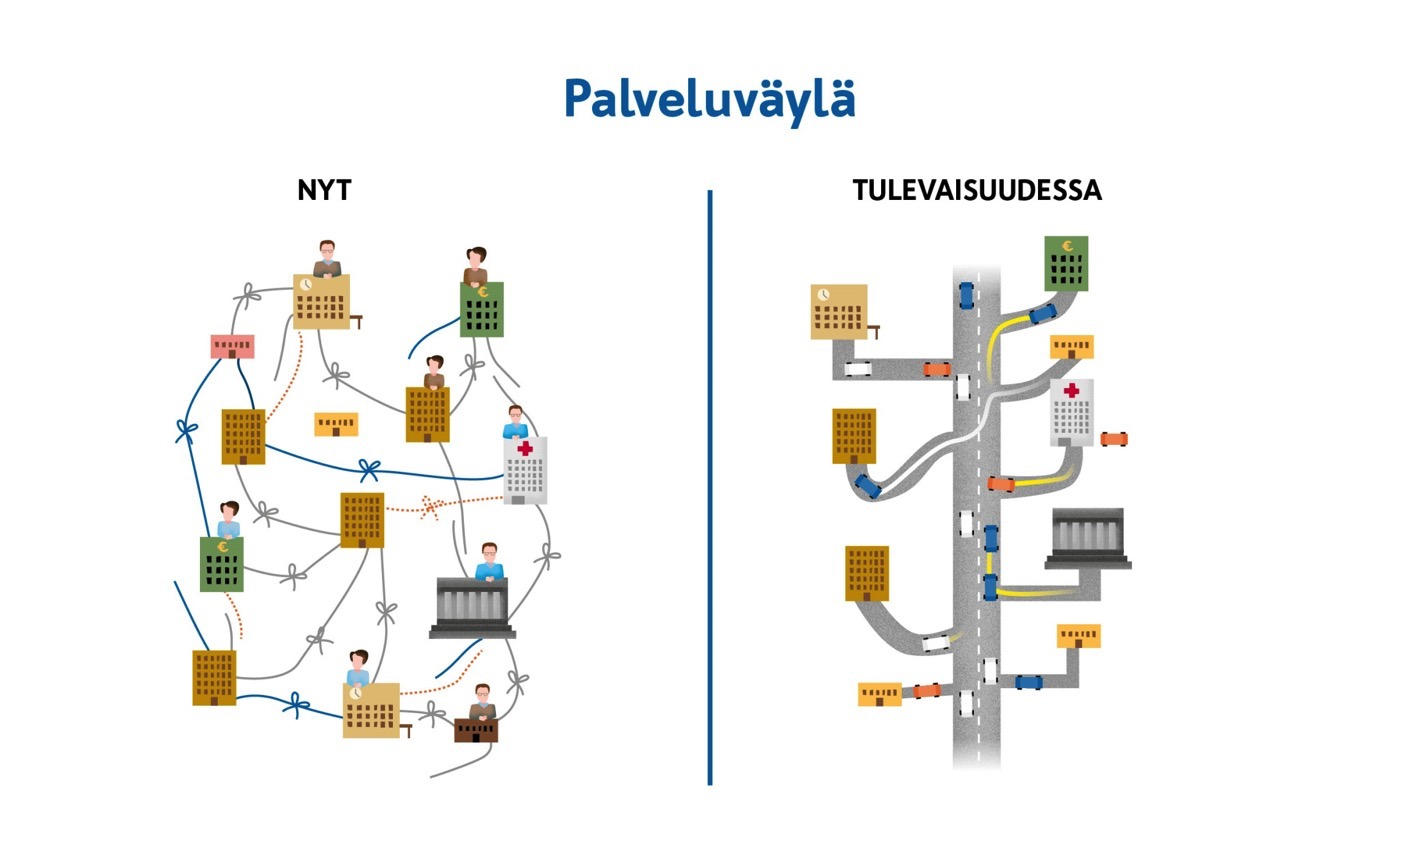 Palveluväylä
NYT
TULEVAISUUDESSA
€
€
€